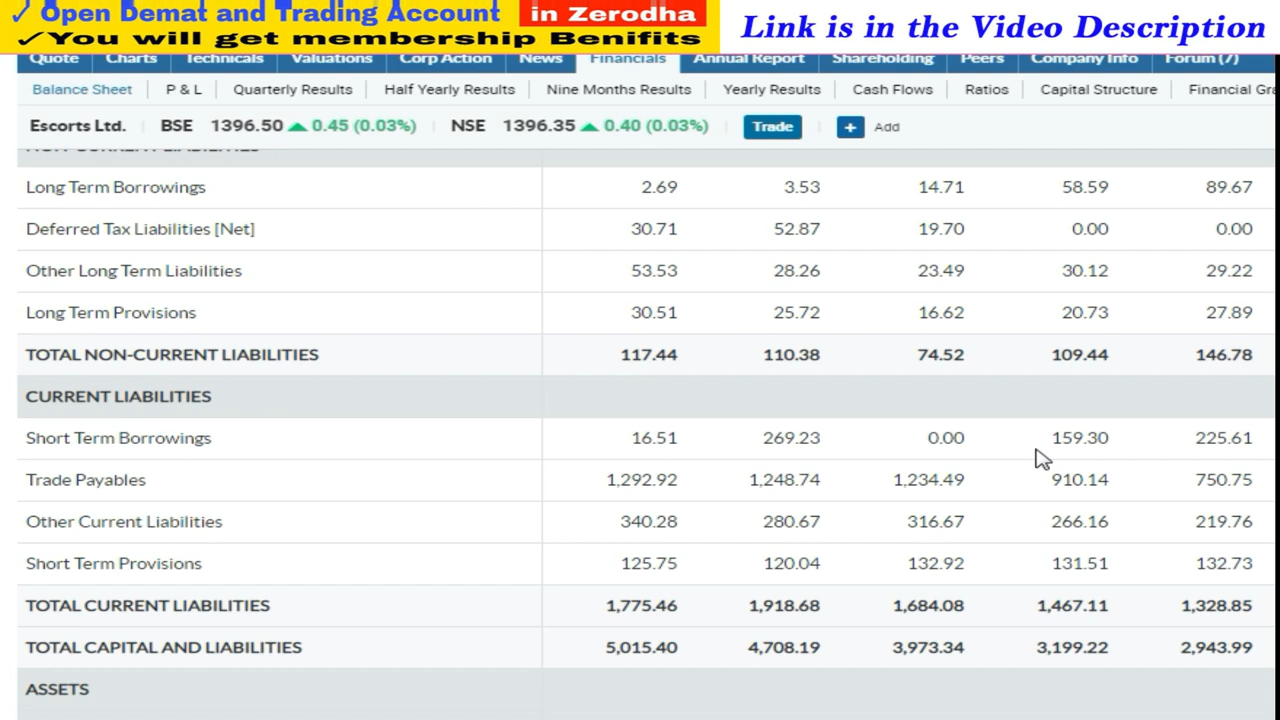 ✓ Open Demat and Trading Account in Zerodha
✓You will get membership Benifits
Link is in the Video Description
Quote Charts Technicals Valuations Corp Action News Financials Annual Report Shareholding Peers Company Info Forum (7)
Balance Sheet P & L Quarterly Results Half Yearly Results Nine Months Results Yearly Results Cash Flows Ratios Capital Structure Financial Gra
Escorts Ltd. BSE 1396.50 0.45 (0.03%) NSE 1396.35 0.40 (0.03%) Trade + Add
NON-CURRENT LIABILITIES
Long Term Borrowings 2.69 3.53 14.71 58.59 89.67
Deferred Tax Liabilities [Net] 30.71 52.87 19.70 0.00 0.00
Other Long Term Liabilities 53.53 28.26 23.49 30.12 29.22
Long Term Provisions 30.51 25.72 16.62 20.73 27.89
TOTAL NON-CURRENT LIABILITIES 117.44 110.38 74.52 109.44 146.78
CURRENT LIABILITIES
Short Term Borrowings 16.51 269.23 0.00 159.30 225.61
Trade Payables 1,292.92 1,248.74 1,234.49 910.14 750.75
Other Current Liabilities 340.28 280.67 316.67 266.16 219.76
Short Term Provisions 125.75 120.04 132.92 131.51 132.73
TOTAL CURRENT LIABILITIES 1,775.46 1,918.68 1,684.08 1,467.11 1,328.85
TOTAL CAPITAL AND LIABILITIES 5,015.40 4,708.19 3,973.34 3,199.22 2,943.99
ASSETS